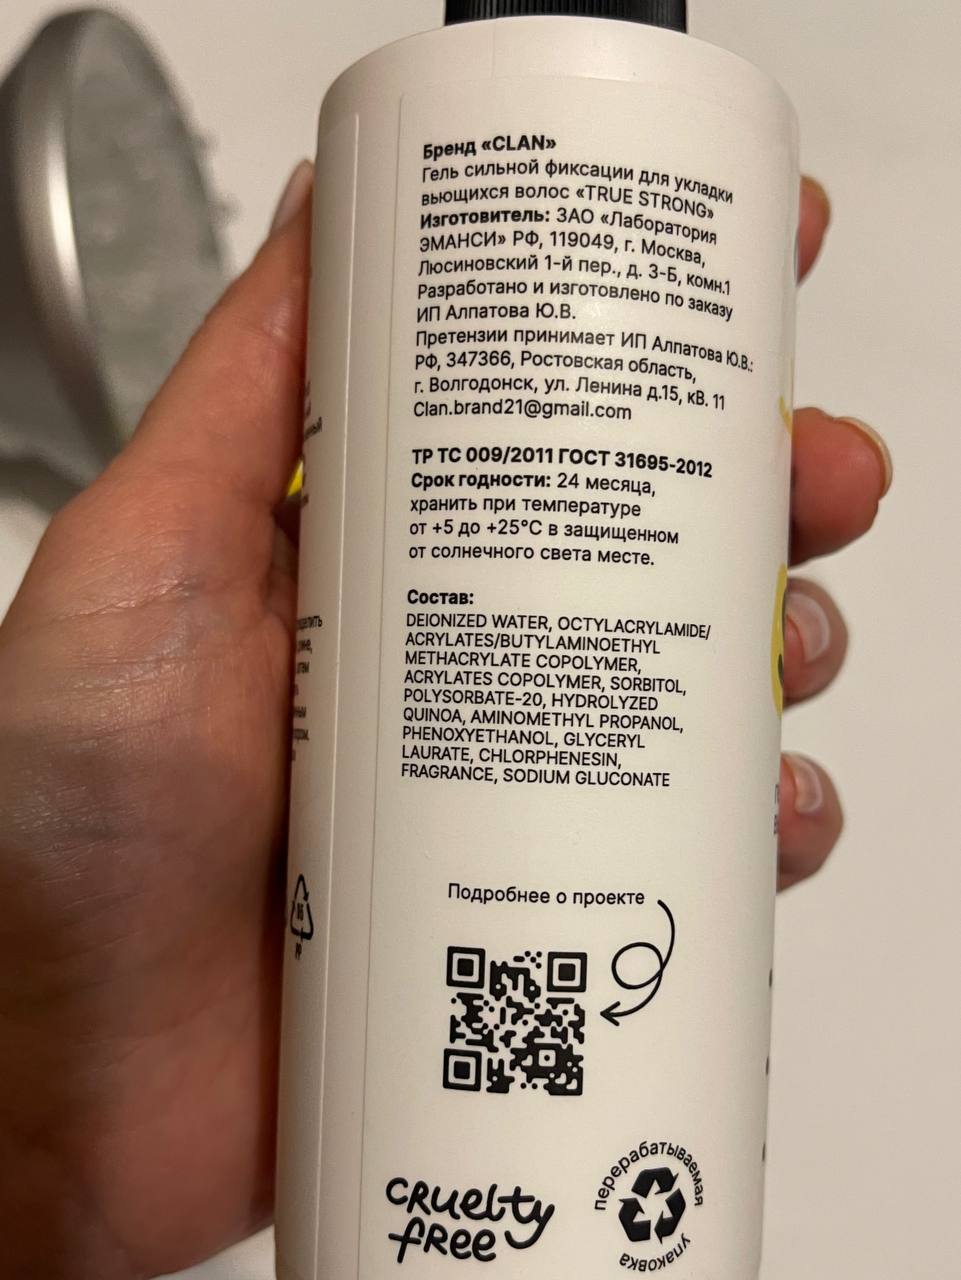 Бренд «CLAN»
Гель сильной фиксации для укладки
вьющихся волос «TRUE STRONG»
Изготовитель: ЗАО «Лаборатория
ЭМАНСИ» РФ, 119049, г. Москва,
Люсиновский 1-й пер., д. 3-Б, комн.1
Разработано и изготовлено по заказу
ИП Алпатова Ю.В.
Претензии принимает ИП Алпатова Ю.В.:
РФ, 347366, Ростовская область,
г. Волгодонск, ул. Ленина д.15, кв. 11
Clan.brand21@gmail.com
ТР ТС 009/2011 ГОСТ 31695-2012
Срок годности: 24 месяца,
хранить при температуре
от +5 до +25°С в защищенном
от солнечного света месте.
Состав:
DEIONIZED WATER, OCTYLACRYLAMIDE/
ACRYLATES/BUTYLAMINOETHYL
METHACRYLATE COPOLYMER,
ACRYLATES COPOLYMER, SORBITOL,
POLYSORBATE-20, HYDROLYZED
QUINOA, AMINOMETHYL PROPANOL,
PHENOXYETHANOL, GLYCERYL
LAURATE, CHLORPHENESIN,
FRAGRANCE, SODIUM GLUCONATE
Подробнее о проекте
PP
CRUELTY
FREE
перерабатываемая
упаковка